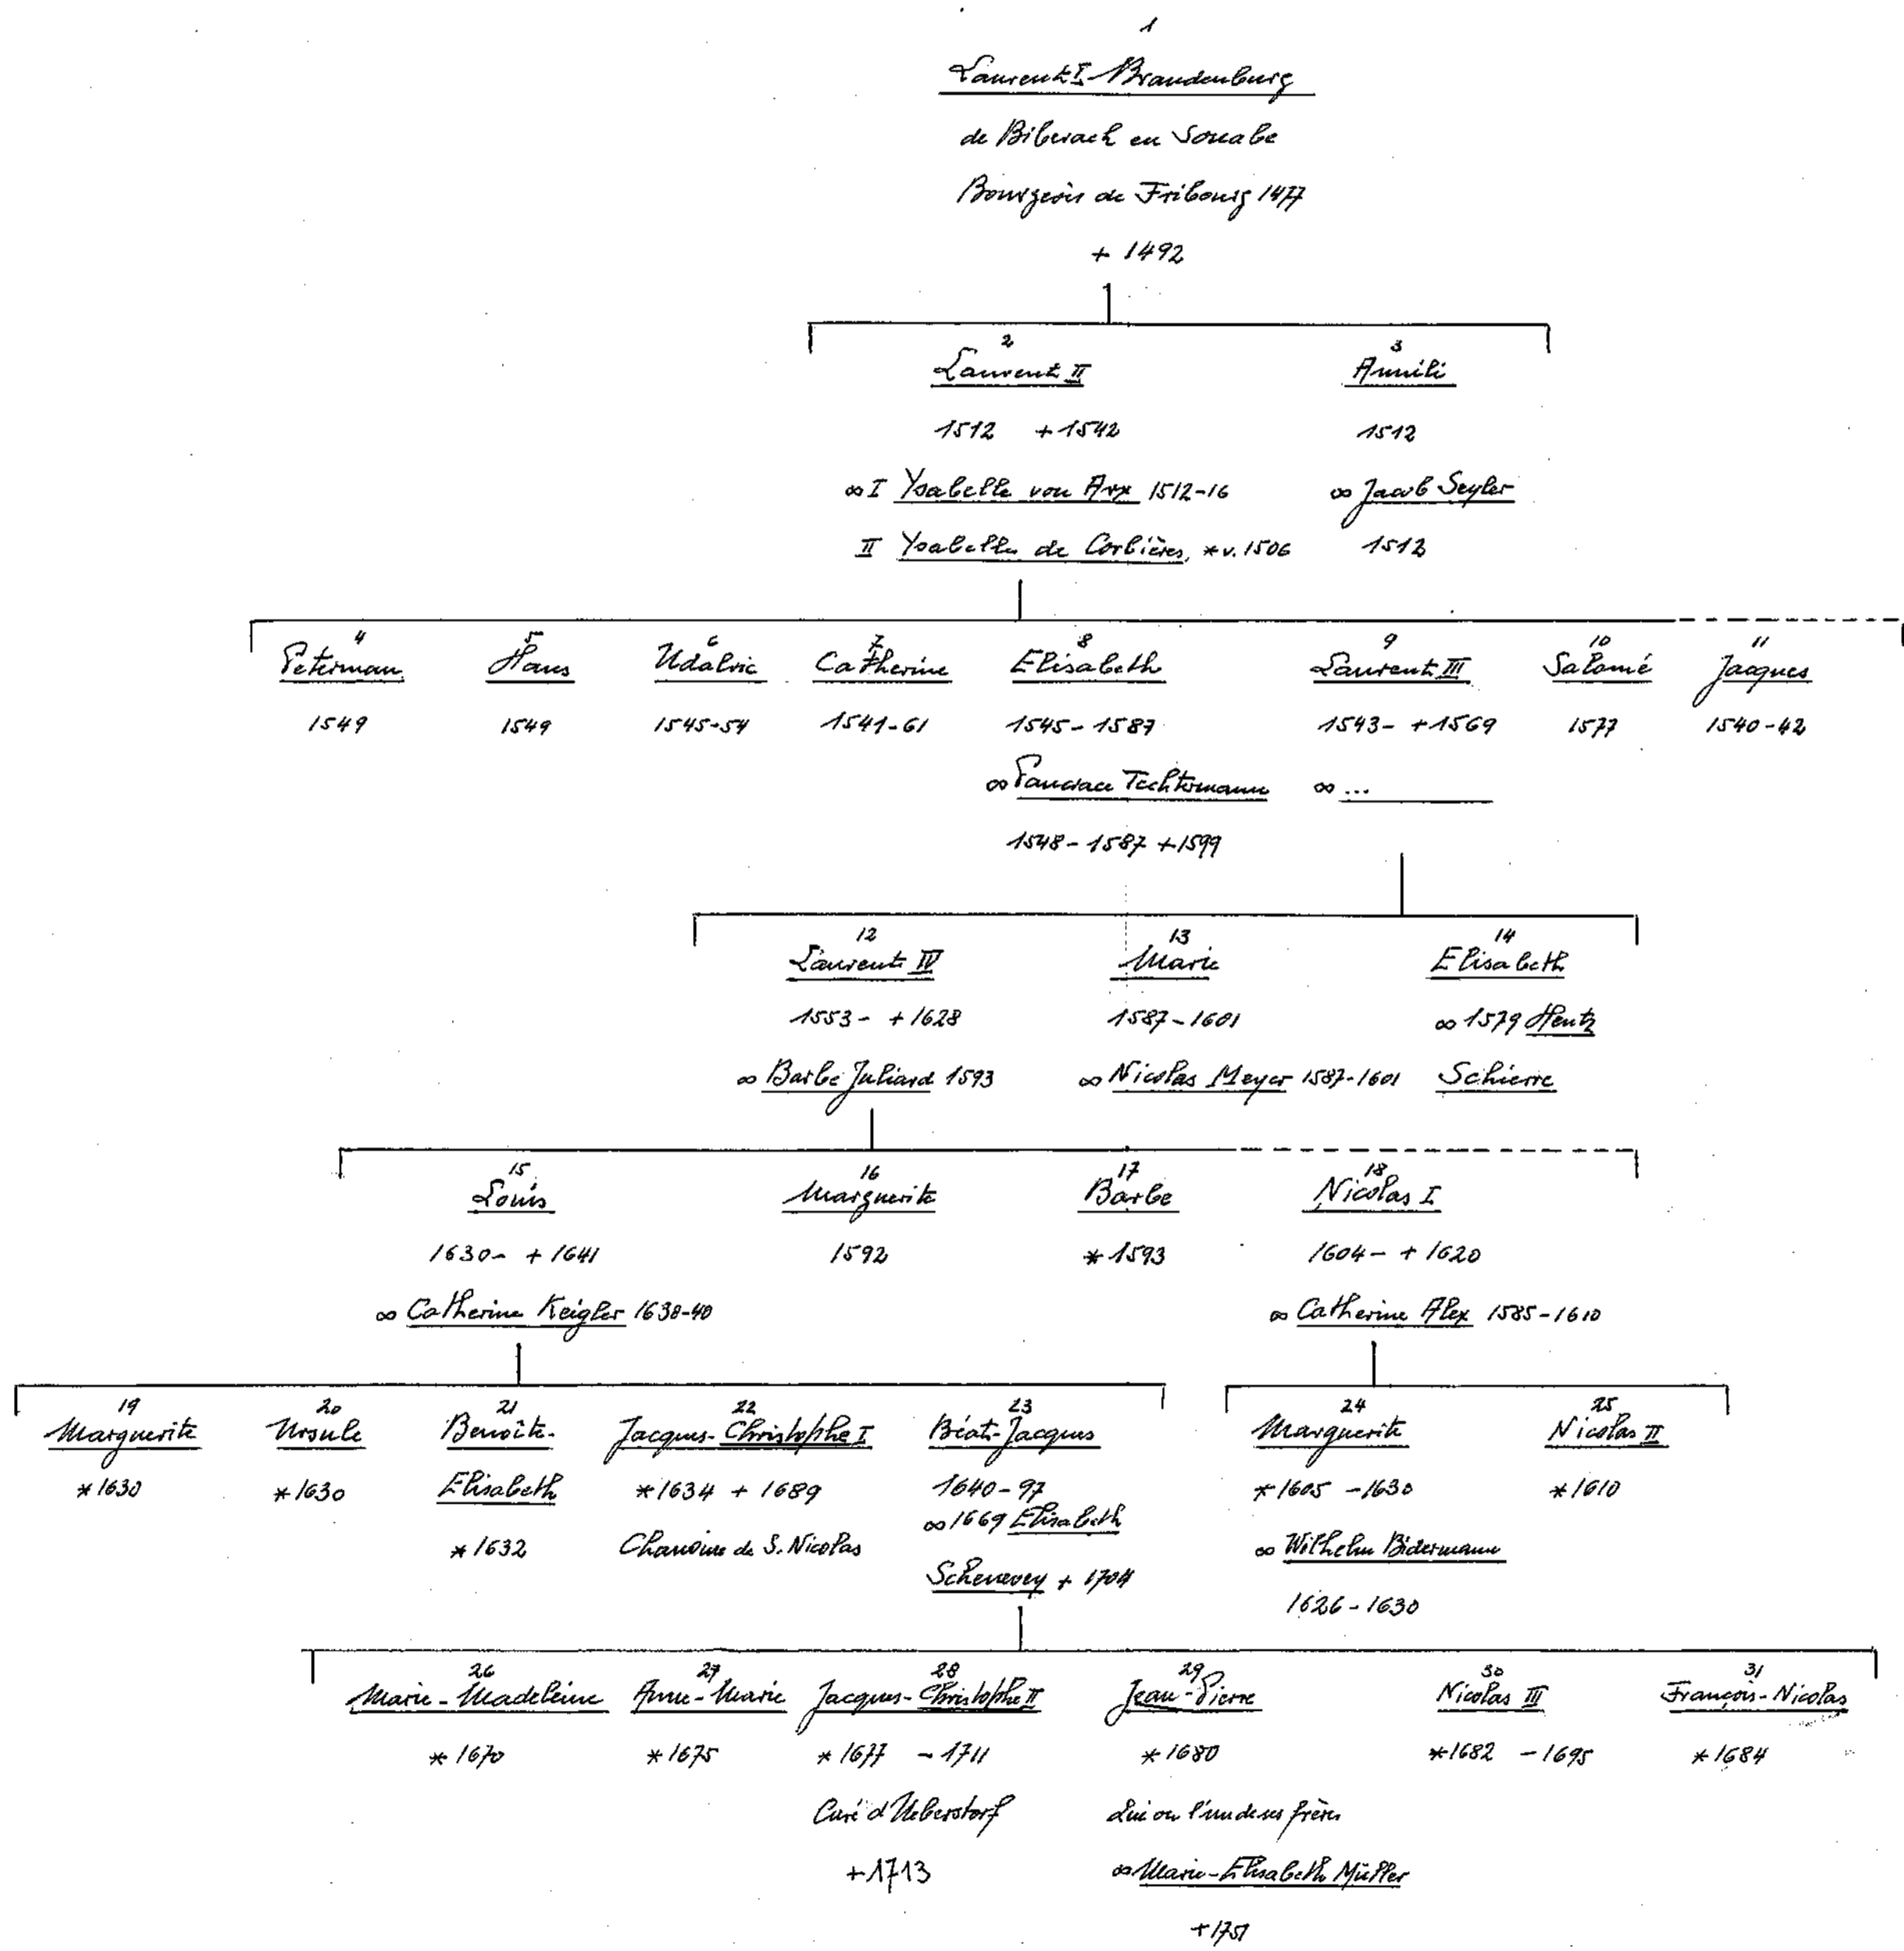 1
Laurent I Brandenburg
de Biberach en Souabe
Bourgeois de Fribourg 1477
+ 1492
2 3
Laurent II Annili
1512 + 1542 1512
∞ I Ysabelle von Arx 1512-16 ∞ Jacob Seyler
II Ysabelle de Corbières, * v. 1506 1512
4 5 6 7 8 9 10 11
Peterman Hans Udalric Catherine Elisabeth Laurent III Salomé Jacques
1549 1549 1545-54 1541-61 1545-1587 1543- +1569 1577 1540-42
∞ Pancrace Techtermann ∞ ...
1548-1587 +1599
12 13 14
Laurent IV Marie Elisabeth
1553- +1628 1587-1601 ∞ 1579 Hentz
∞ Barbe Juliard 1593 ∞ Nicolas Meyer 1587-1601 Schierre
15 16 17 18
Louis Marguerite Barbe Nicolas I
1630- + 1641 1592 * 1593 1604- + 1620
∞ Catherine Keigler 1630-40 ∞ Catherine Alex 1585-1610
19 20 21 22 23 24 25
Marguerite Ursule Benoîte- Jacques-Christophe I Béat-Jacques Marguerite Nicolas II
* 1630 * 1630 Elisabeth * 1634 + 1689 1640-97 * 1605 -1630 * 1610
∞ 1669 Elisabeth
* 1632 Chanoine de S. Nicolas ∞ Wilhelm Bidermann
Schenevey + 1704
1626-1630
26 27 28 29 30 31
Marie-Madeleine Anne-Marie Jacques-Christophe II Jean-Pierre Nicolas III François-Nicolas
* 1670 * 1675 * 1677 - 1711 * 1680 * 1682 - 1695 * 1684
Curé d'Ueberstorf Lui ou l'un de ses frères
+1713 ∞ Marie-Elisabeth Müller
+1751